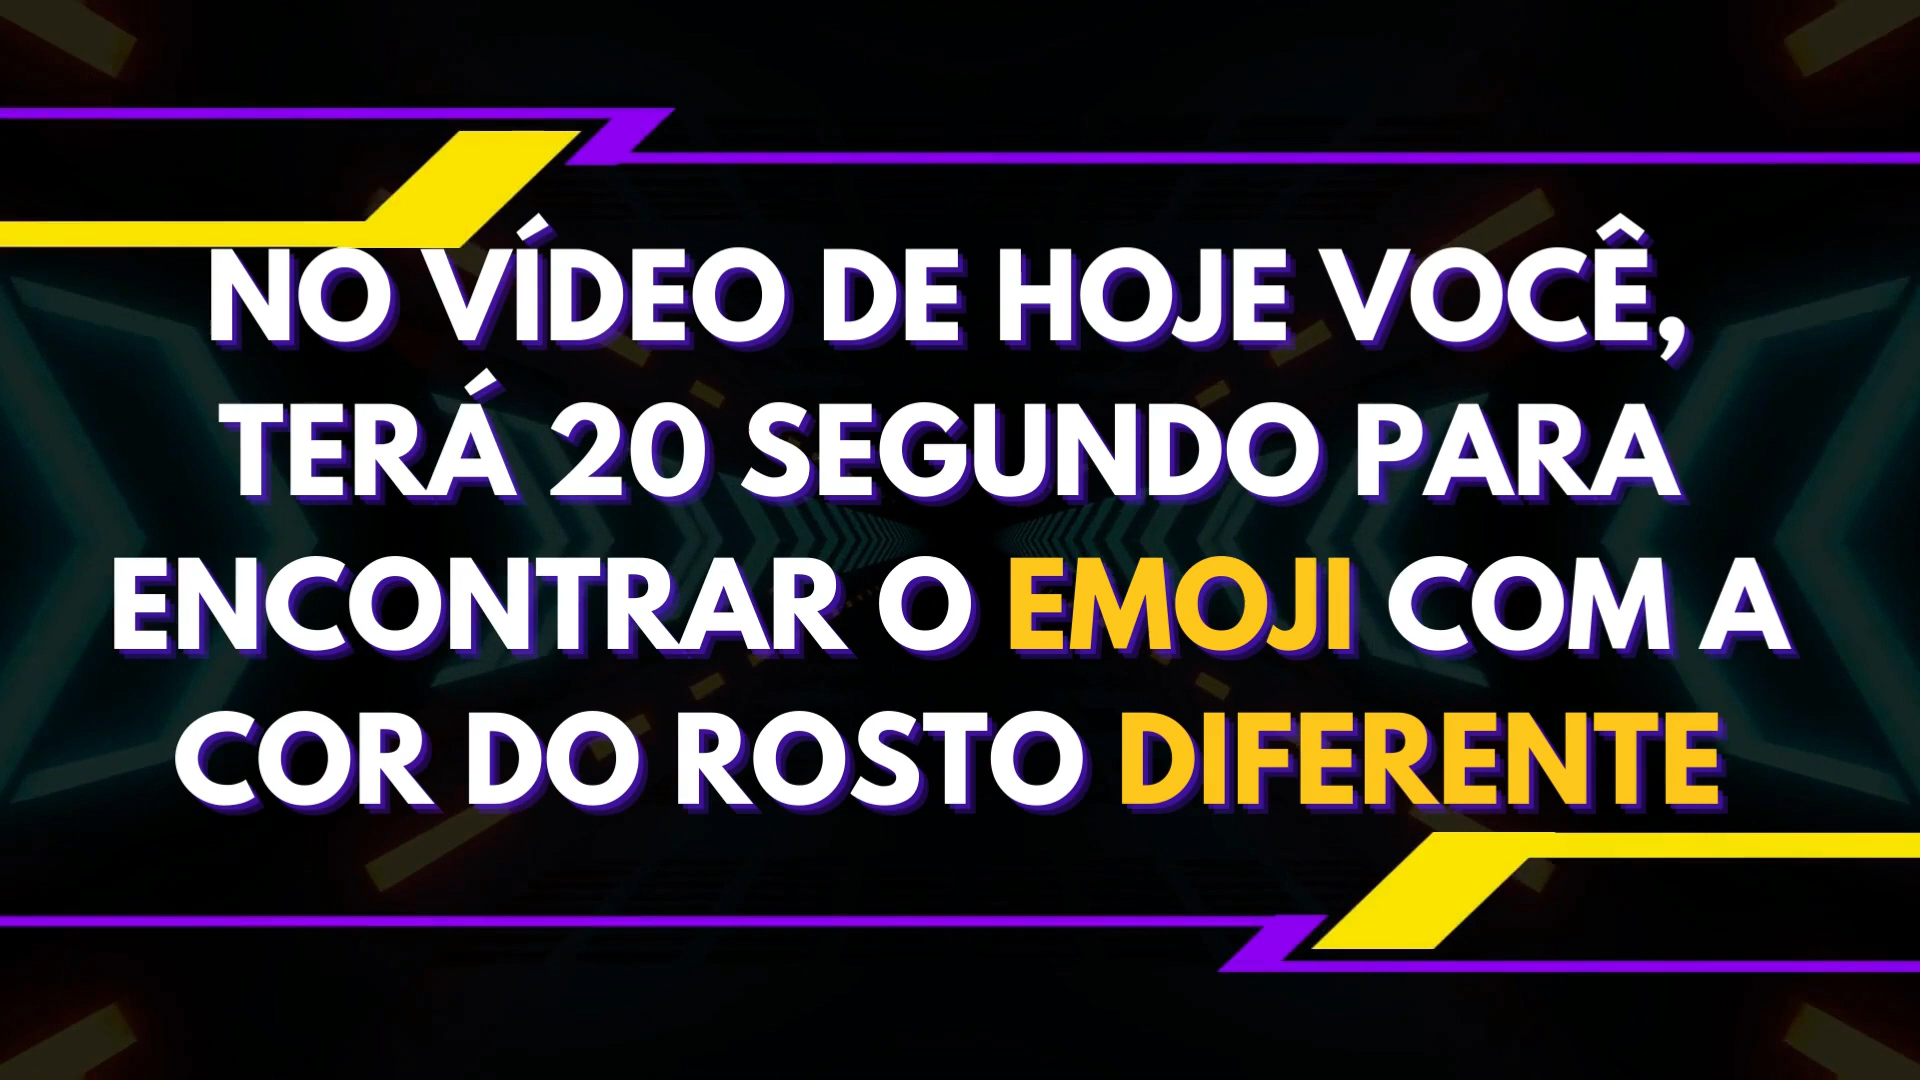 NO VÍDEO DE HOJE VOCÊ,
TERÁ 20 SEGUNDO PARA
ENCONTRAR O EMOJI COM A
COR DO ROSTO DIFERENTE